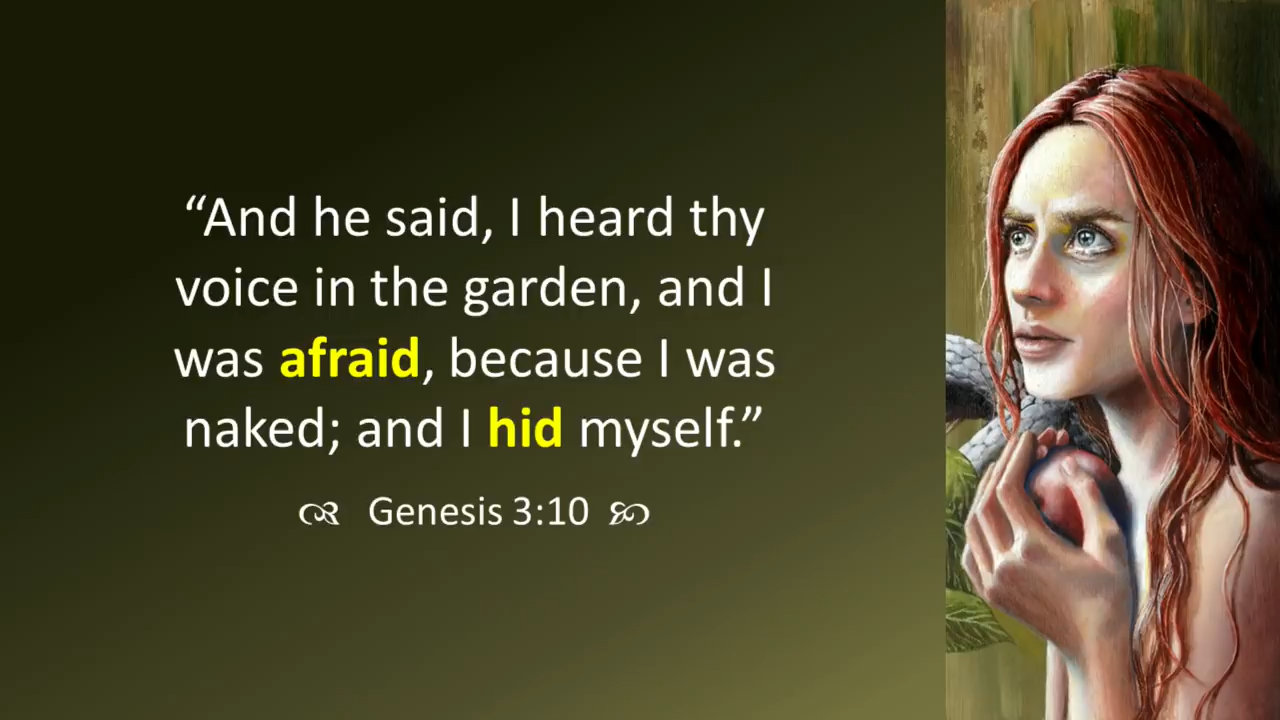 “And he said, I heard thy
voice in the garden, and I
was afraid, because I was
naked; and I hid myself.”
Genesis 3:10